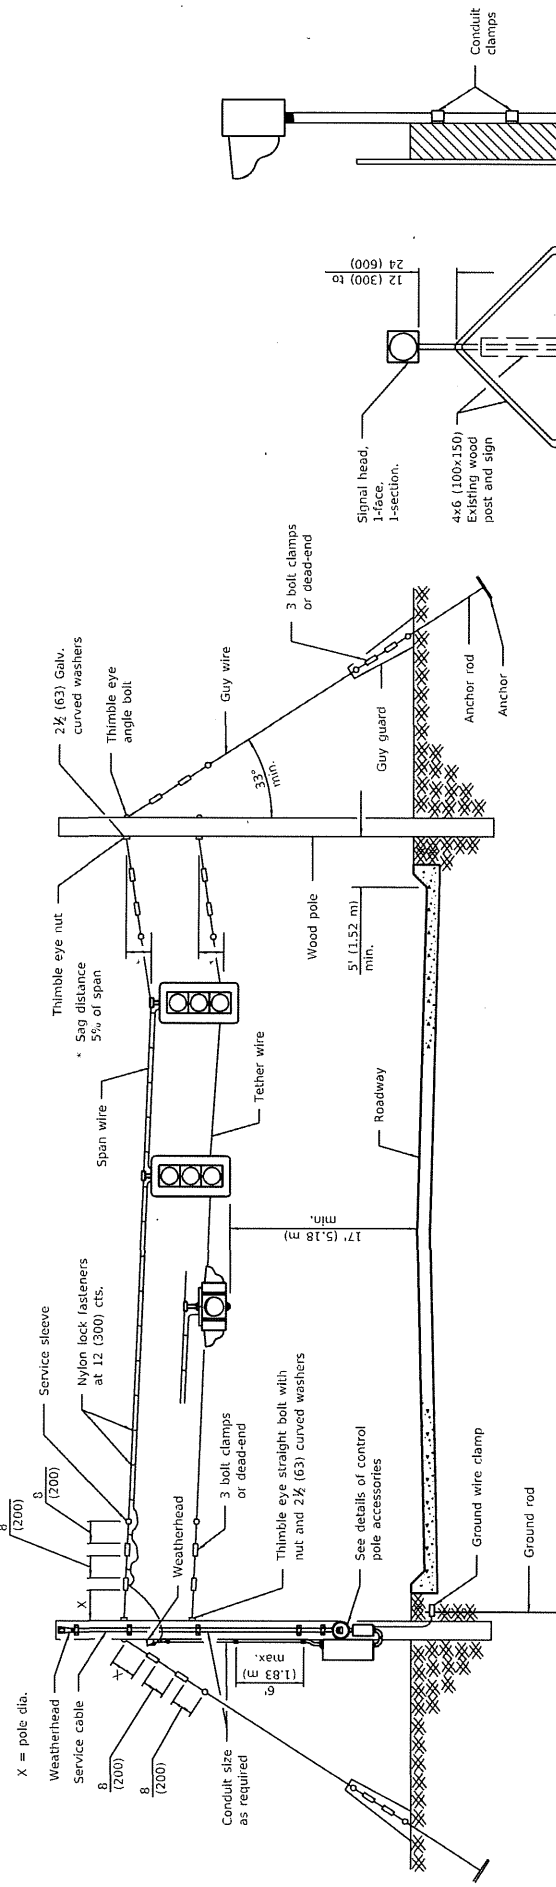 X = pole dia.
Weatherhead
Service cable
8
(200)
8
(200)
Conduit size
as required
X
X
8
(200)
8
(200)
Service sleeve
Nylon lock fasteners
at 12 (300) cts.
Weatherhead
3 bolt clamps
or dead-end
Thimble eye straight bolt with
nut and 2½ (63) curved washers
See details of control
pole accessories
6'
(1.83 m)
max.
Ground wire clamp
Ground rod
Span wire
Tether wire
17' (5.18 m)
min.
Roadway
Thimble eye nut
* Sag distance
5% of span
*
*
2½ (63) Galv.
curved washers
Thimble eye
angle bolt
Guy wire
33°
min.
Wood pole
5' (1.52 m)
min.
3 bolt clamps
or dead-end
Guy guard
Anchor rod
Anchor
Signal head,
1-face,
1-section.
4x6 (100x150)
Existing wood
post and sign
12 (300) to
24 (600)
Conduit
clamps